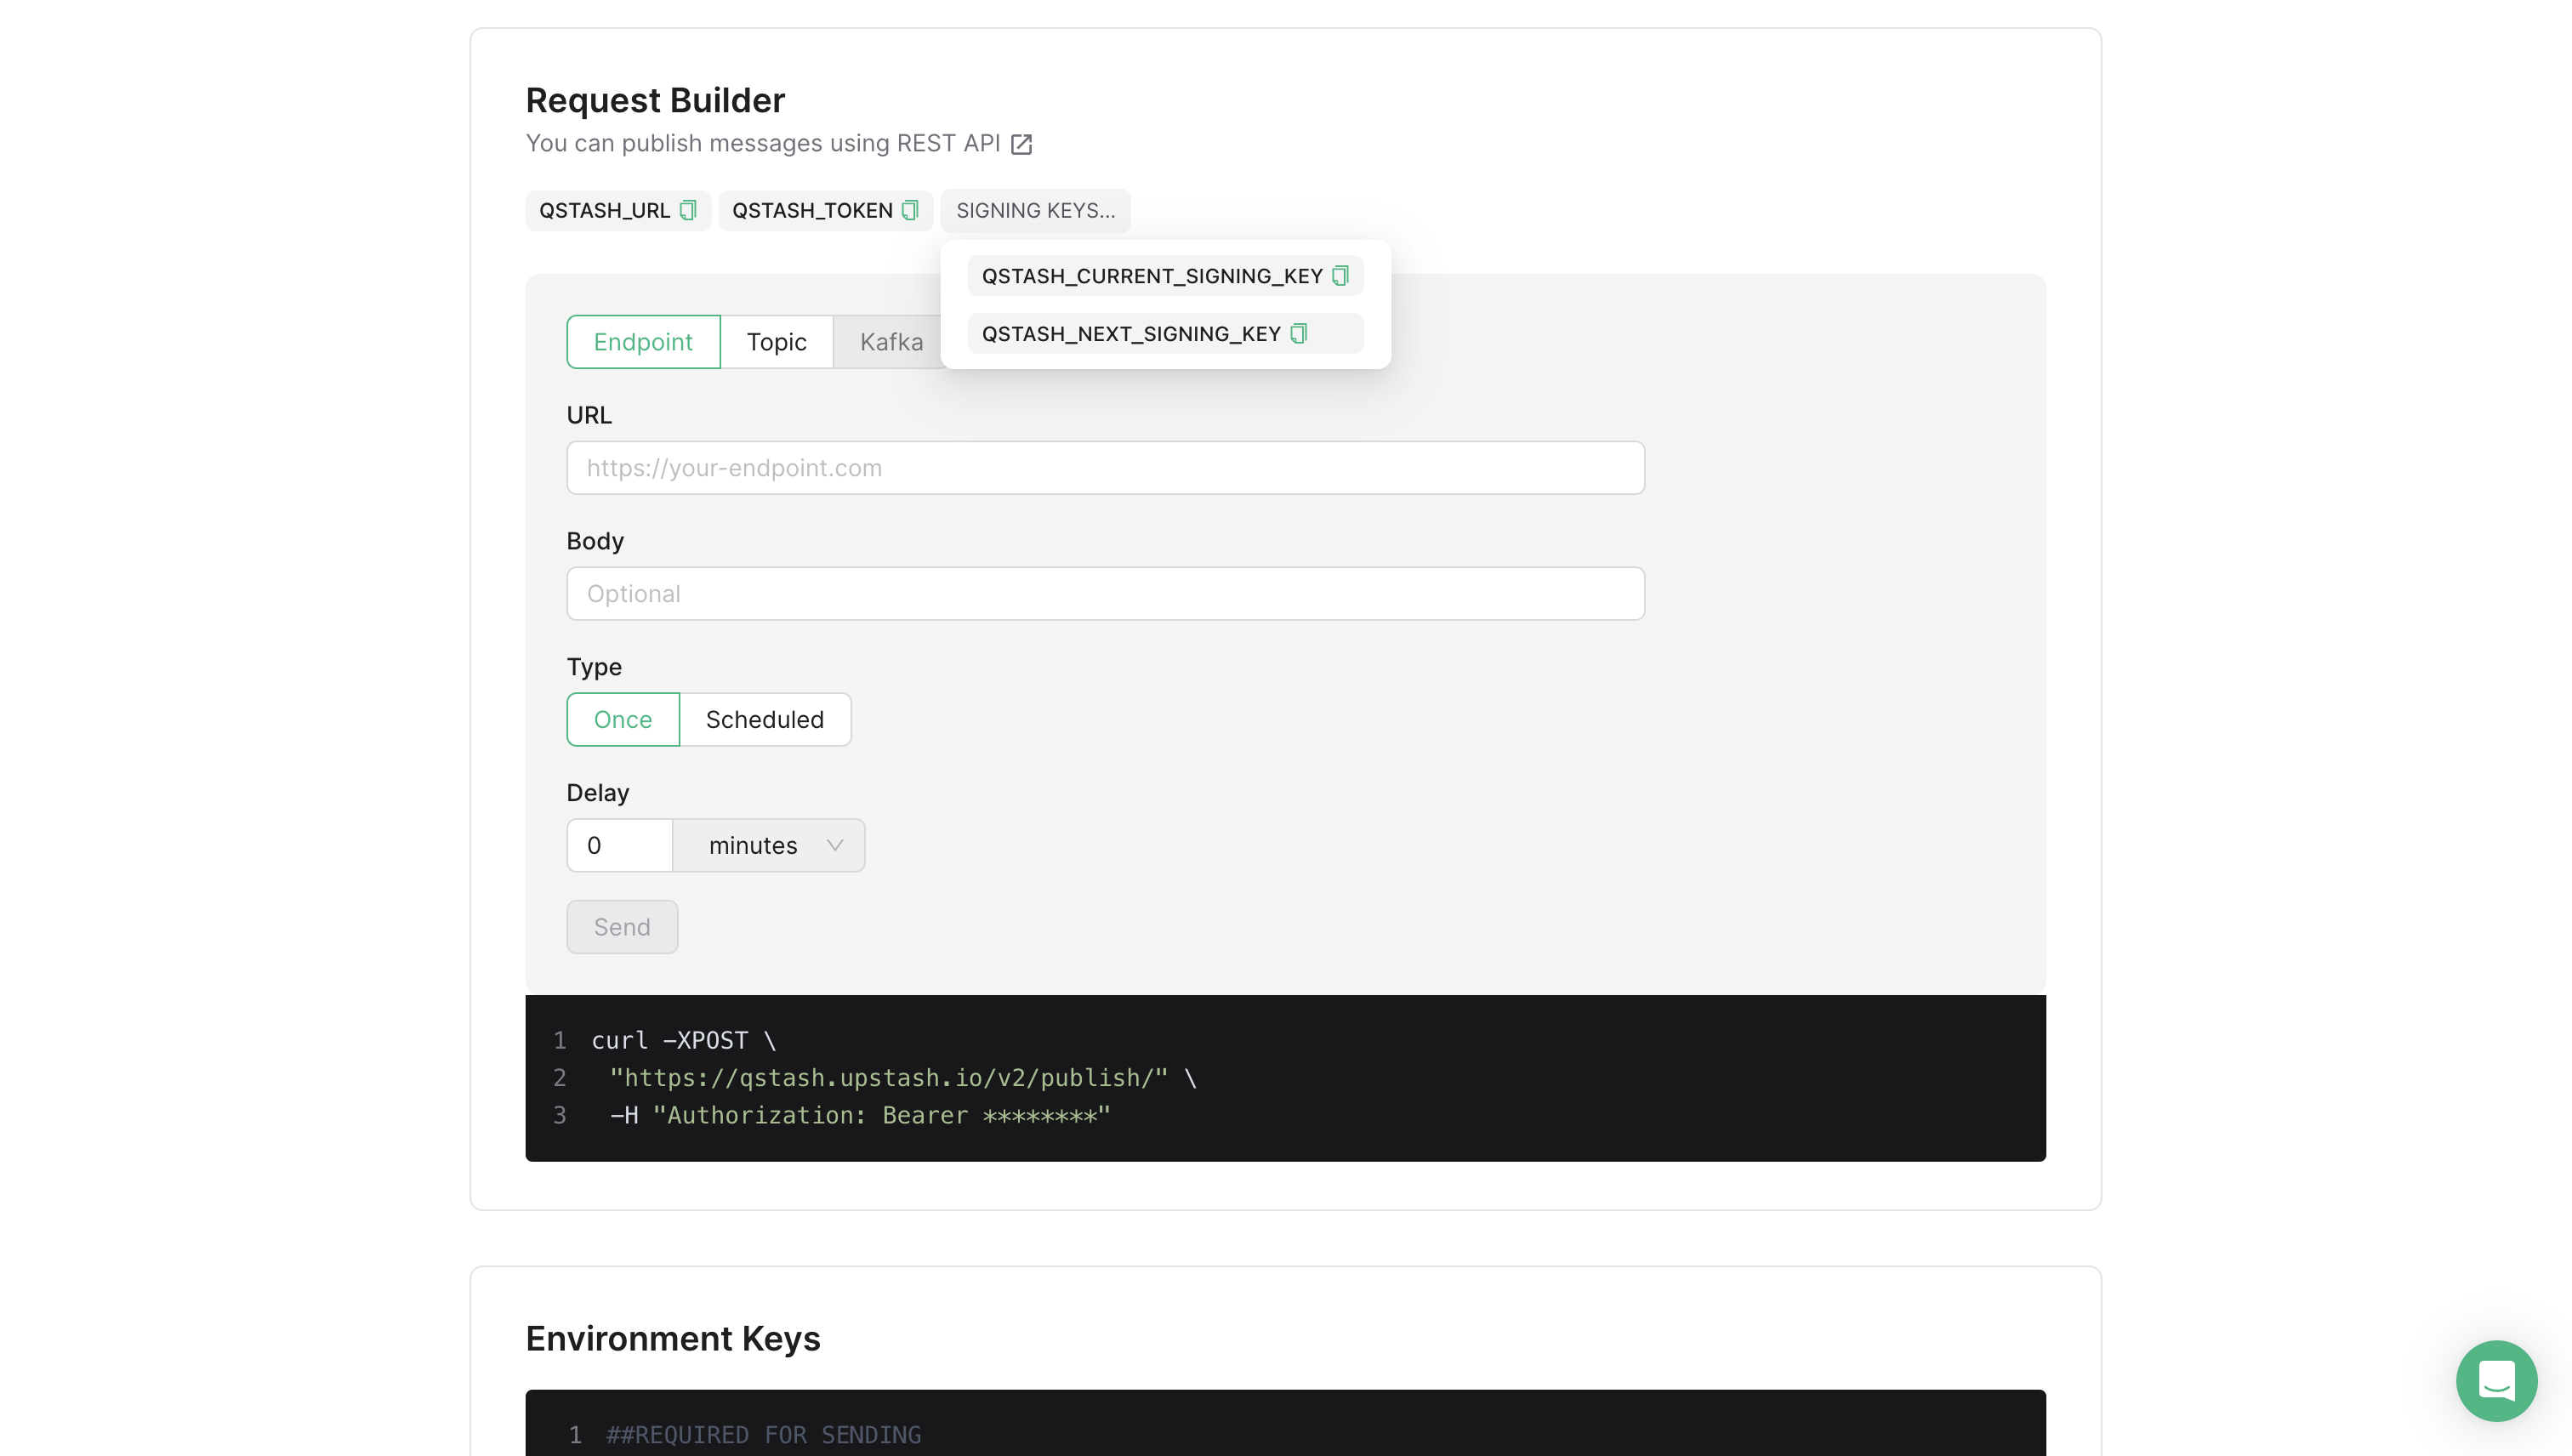 Request Builder
You can publish messages using REST API
QSTASH_URL QSTASH_TOKEN SIGNING KEYS...
QSTASH_CURRENT_SIGNING_KEY
QSTASH_NEXT_SIGNING_KEY
Endpoint Topic Kafka
URL
https://your-endpoint.com
Body
Optional
Type
Once Scheduled
Delay
0 minutes
Send
1 curl -XPOST \
2 "https://qstash.upstash.io/v2/publish/" \
3 -H "Authorization: Bearer ********"
Environment Keys
1 ##REQUIRED FOR SENDING